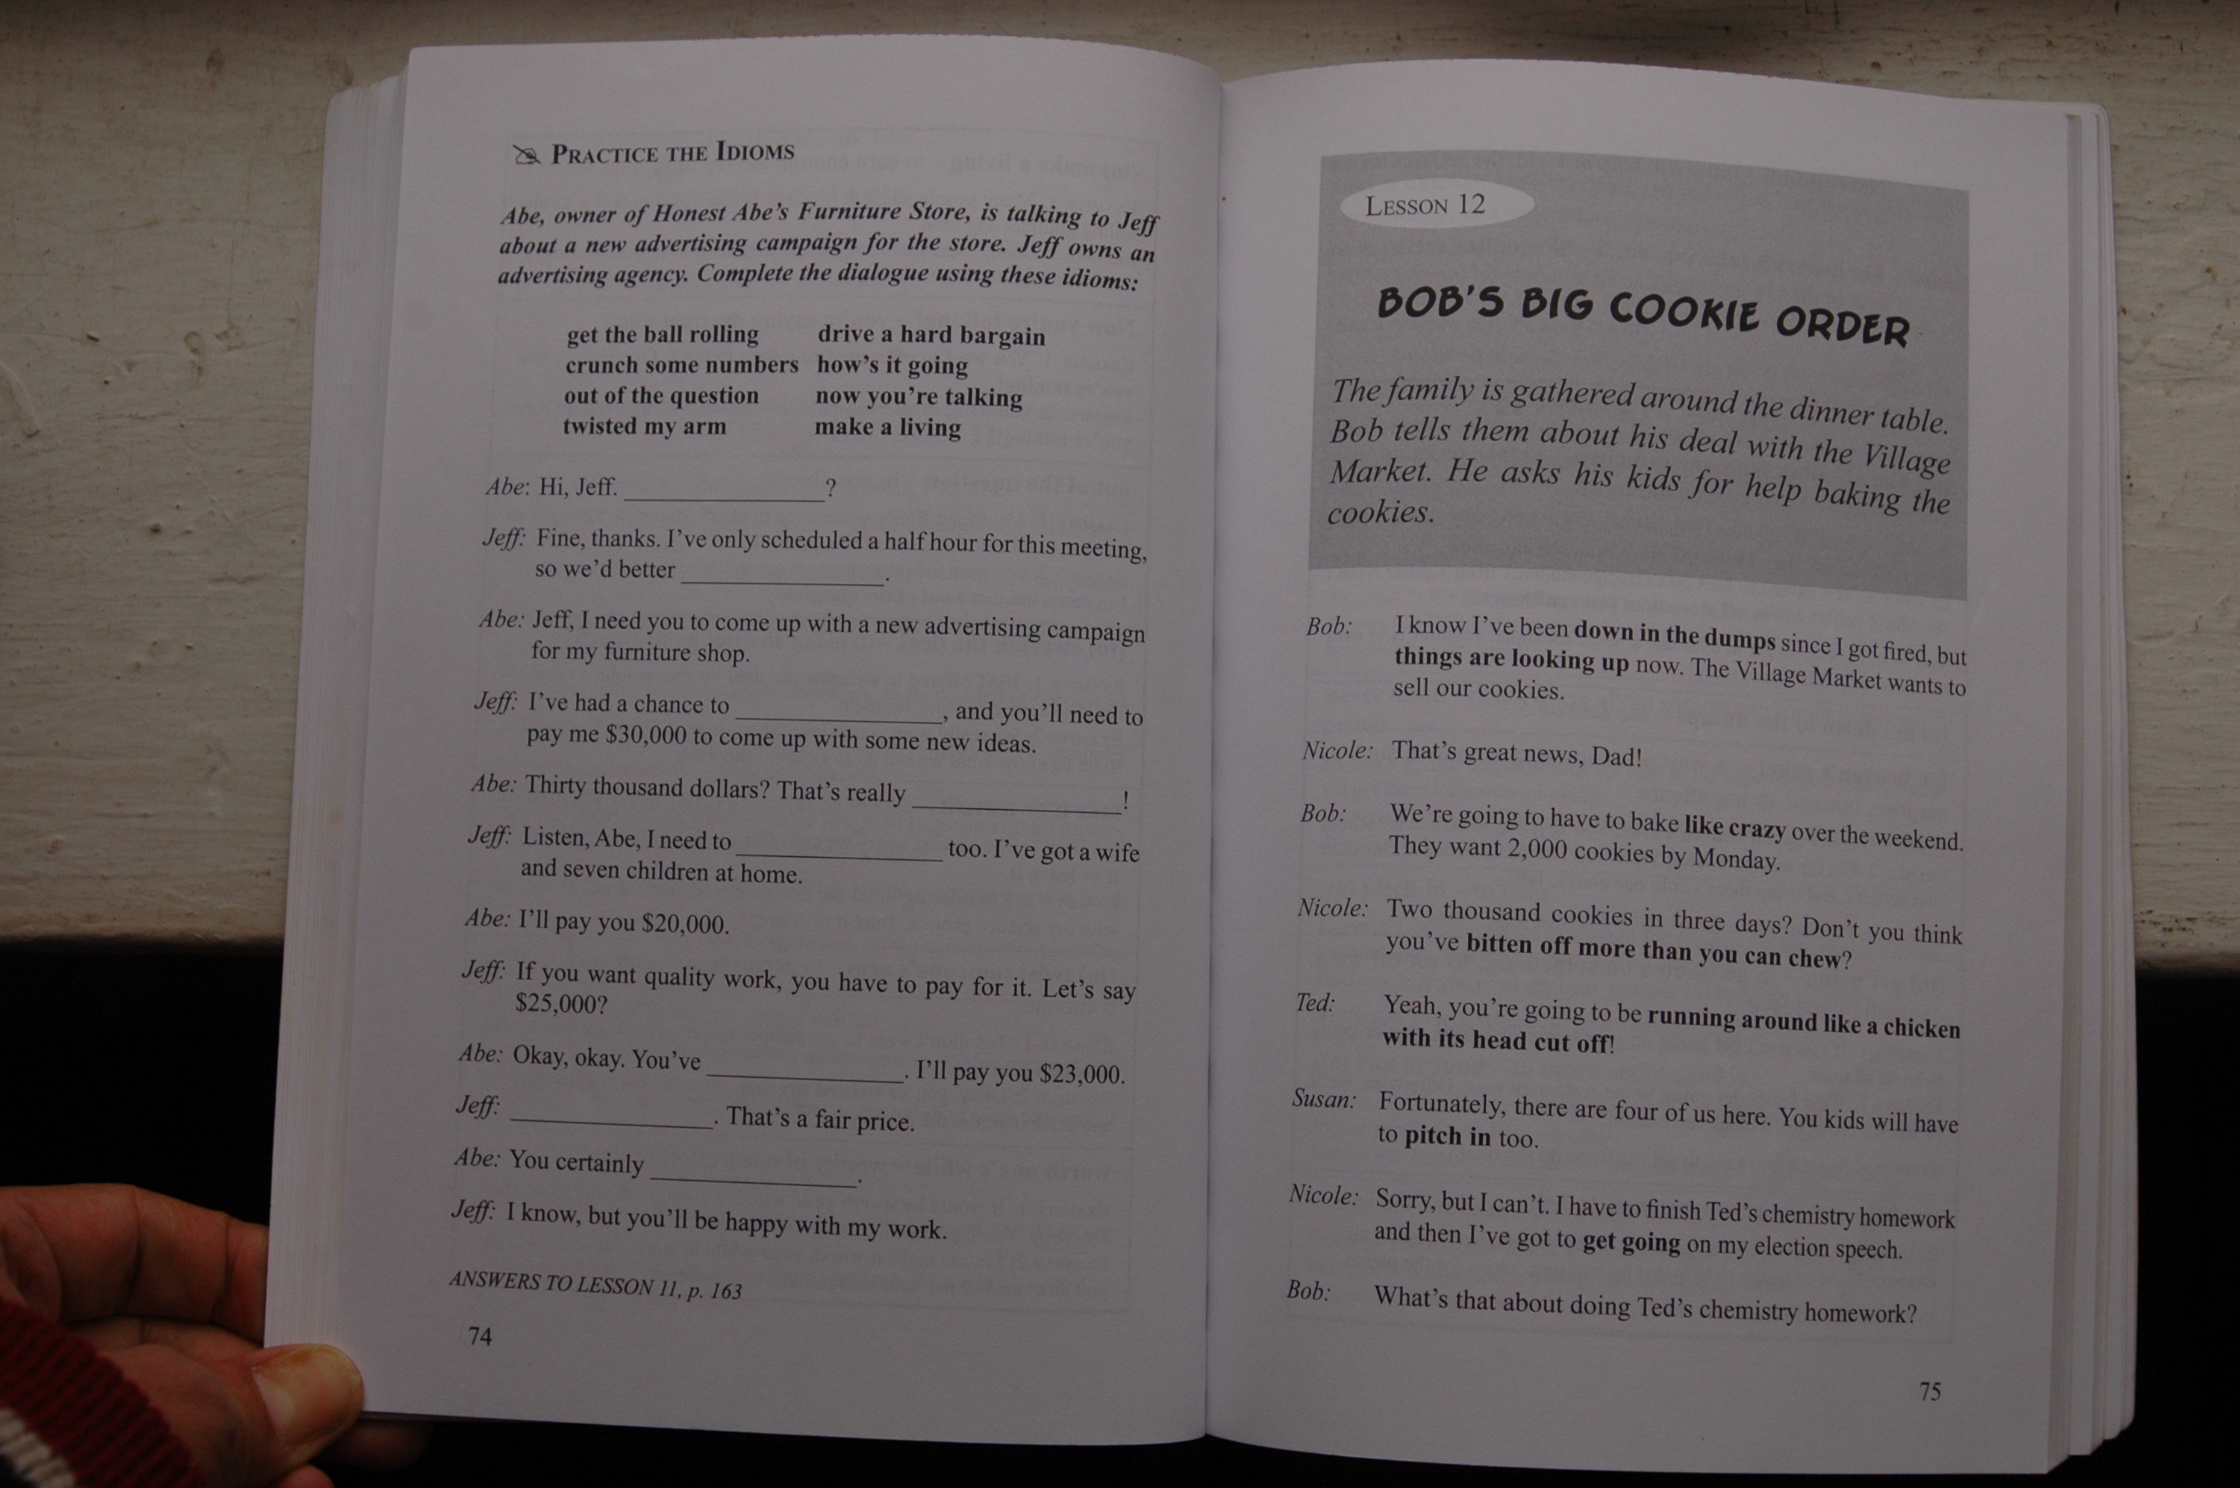 PRACTICE THE IDIOMS
Abe, owner of Honest Abe's Furniture Store, is talking to Jeff
about a new advertising campaign for the store. Jeff owns an
advertising agency. Complete the dialogue using these idioms:
get the ball rolling drive a hard bargain
crunch some numbers how's it going
out of the question now you're talking
twisted my arm make a living
Abe: Hi, Jeff. _______________?
Jeff: Fine, thanks. I've only scheduled a half hour for this meeting,
so we'd better _______________.
Abe: Jeff, I need you to come up with a new advertising campaign
for my furniture shop.
Jeff: I've had a chance to _______________, and you'll need to
pay me $30,000 to come up with some new ideas.
Abe: Thirty thousand dollars? That's really _______________!
Jeff: Listen, Abe, I need to _______________ too. I've got a wife
and seven children at home.
Abe: I'll pay you $20,000.
Jeff: If you want quality work, you have to pay for it. Let's say
$25,000?
Abe: Okay, okay. You've _______________. I'll pay you $23,000.
Jeff: _______________. That's a fair price.
Abe: You certainly _______________.
Jeff: I know, but you'll be happy with my work.
ANSWERS TO LESSON 11, p. 163
74
LESSON 12
BOB'S BIG COOKIE ORDER
The family is gathered around the dinner table.
Bob tells them about his deal with the Village
Market. He asks his kids for help baking the
cookies.
Bob: I know I've been down in the dumps since I got fired, but
things are looking up now. The Village Market wants to
sell our cookies.
Nicole: That's great news, Dad!
Bob: We're going to have to bake like crazy over the weekend.
They want 2,000 cookies by Monday.
Nicole: Two thousand cookies in three days? Don't you think
you've bitten off more than you can chew?
Ted: Yeah, you're going to be running around like a chicken
with its head cut off!
Susan: Fortunately, there are four of us here. You kids will have
to pitch in too.
Nicole: Sorry, but I can't. I have to finish Ted's chemistry homework
and then I've got to get going on my election speech.
Bob: What's that about doing Ted's chemistry homework?
75